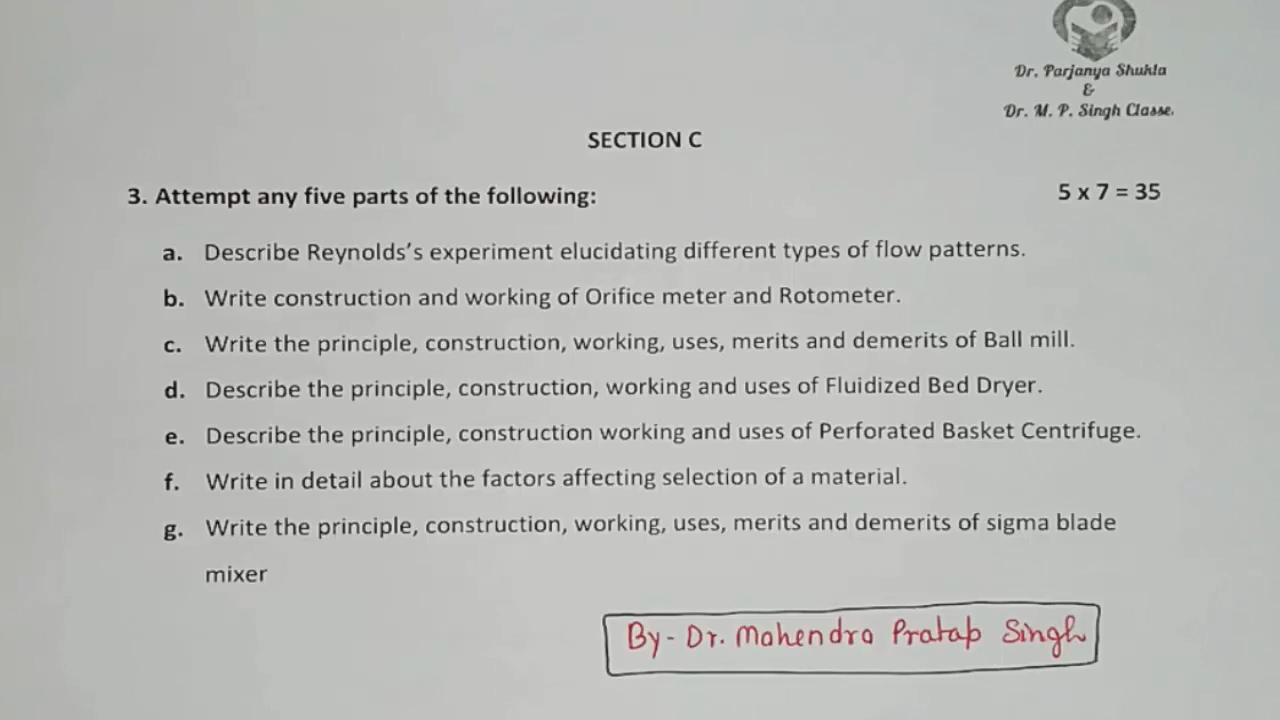 Dr. Parjanya Shukla
&
Dr. M. P. Singh Classe.
SECTION C
3. Attempt any five parts of the following: 5 x 7 = 35
a. Describe Reynolds's experiment elucidating different types of flow patterns.
b. Write construction and working of Orifice meter and Rotometer.
c. Write the principle, construction, working, uses, merits and demerits of Ball mill.
d. Describe the principle, construction, working and uses of Fluidized Bed Dryer.
e. Describe the principle, construction working and uses of Perforated Basket Centrifuge.
f. Write in detail about the factors affecting selection of a material.
g. Write the principle, construction, working, uses, merits and demerits of sigma blade
mixer
By- Dr. Mahendra Pratap Singh